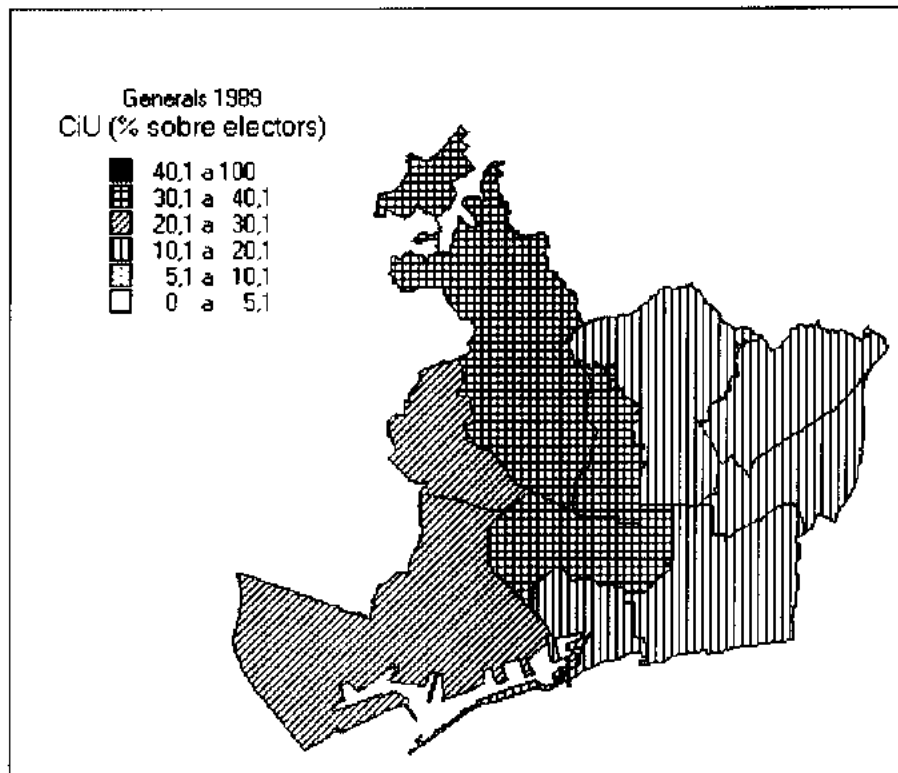 Generals 1989
CiU (% sobre electors)
40,1 a 100
30,1 a 40,1
20,1 a 30,1
10,1 a 20,1
5,1 a 10,1
0 a 5,1